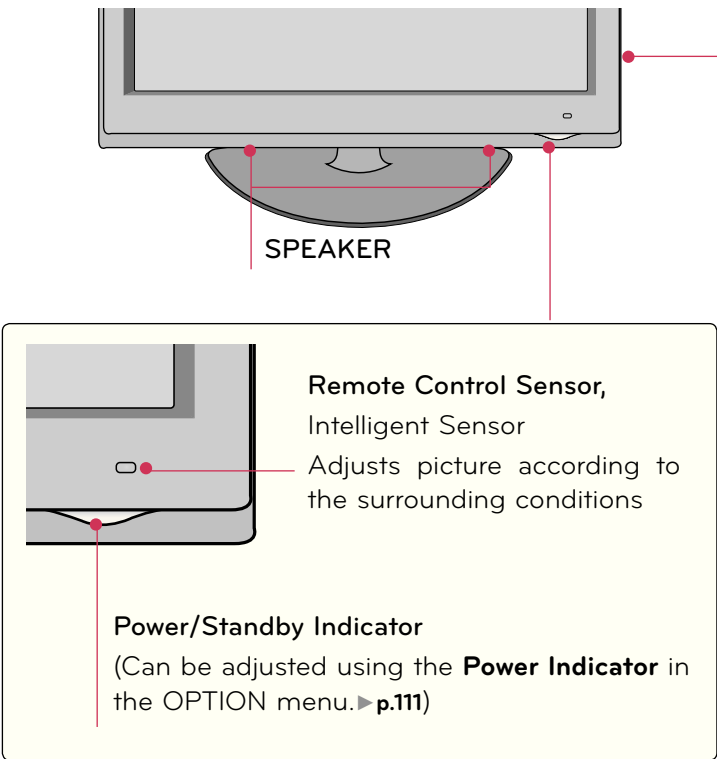 SPEAKER
Remote Control Sensor,
Intelligent Sensor
Adjusts picture according to
the surrounding conditions
Power/Standby Indicator
(Can be adjusted using the Power Indicator in
the OPTION menu.►p.111)